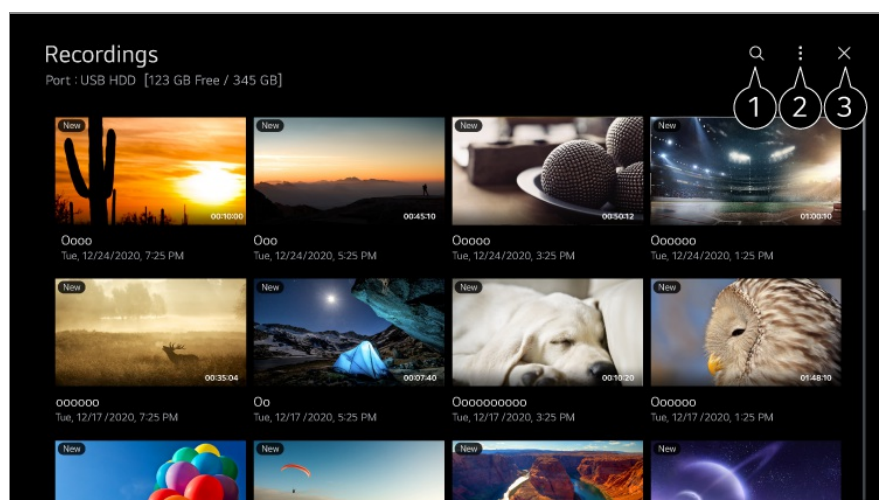 Recordings
Port : USB HDD [123 GB Free / 345 GB]
1 2 3
New New New New
00:10:00 00:45:10 00:50:12 01:00:10
Oooo Ooo Ooooo Oooooo
Tue, 12/24/2020, 7:25 PM Tue, 12/24/2020, 5:25 PM Tue, 12/24/2020, 3:25 PM Tue, 12/24/2020, 1:25 PM
New New New New
00:35:04 00:07:40 00:10:20 01:48:10
oooooo Oo Oooooooooo Oooooo
Tue, 12/17 /2020, 7:25 PM Tue, 12/17 /2020, 5:25 PM Tue, 12/17 /2020, 3:25 PM Tue, 12/17 /2020, 1:25 PM
New New New New